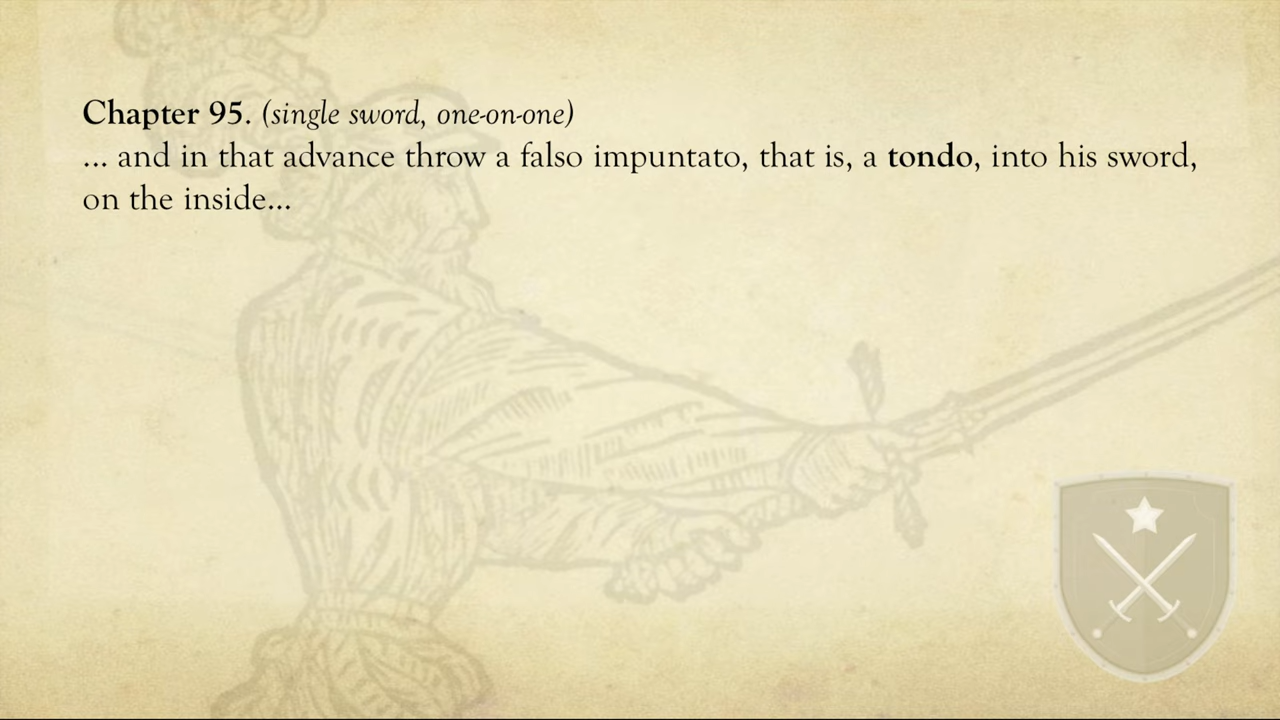 Chapter 95. (single sword, one-on-one)
... and in that advance throw a falso impuntato, that is, a tondo, into his sword,
on the inside...